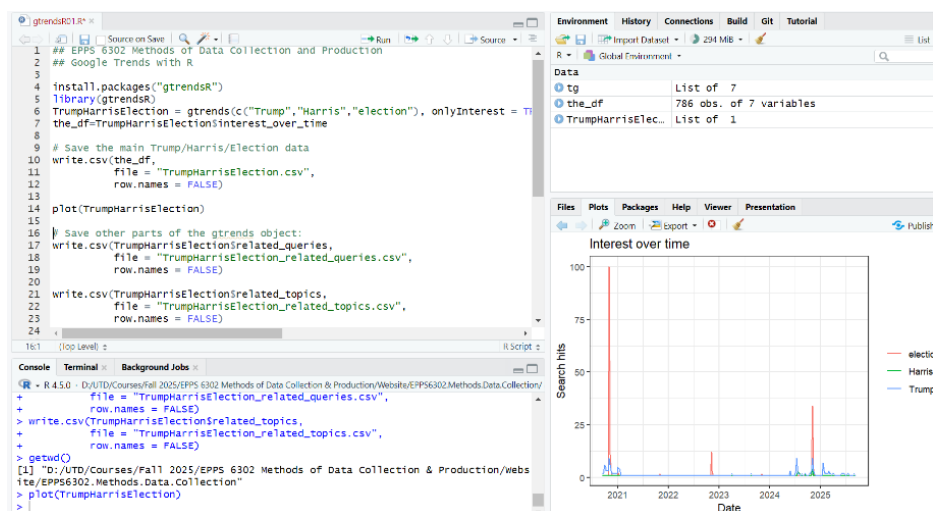 gtrendsR01.R*
Source on Save
Run
Source
1 ## EPPS 6302 Methods of Data Collection and Production
2 ## Google Trends with R
3
4 install.packages("gtrendsR")
5 library(gtrendsR)
6 TrumpHarrisElection = gtrends(c("Trump","Harris","election"), onlyInterest =
7 the_df=TrumpHarrisElection$interest_over_time
8
9 # Save the main Trump/Harris/Election data
10 write.csv(the_df,
11 file = "TrumpHarrisElection.csv",
12 row.names = FALSE)
13
14 plot(TrumpHarrisElection)
15
16 # Save other parts of the gtrends object:
17 write.csv(TrumpHarrisElection$related_queries,
18 file = "TrumpHarrisElection_related_queries.csv",
19 row.names = FALSE)
20
21 write.csv(TrumpHarrisElection$related_topics,
22 file = "TrumpHarrisElection_related_topics.csv",
23 row.names = FALSE)
24
16:1 (Top Level) R Script
Console Terminal Background Jobs
R 4.5.0 · D:/UTD/Courses/Fall 2025/EPPS 6302 Methods of Data Collection & Production/Website/EPPS6302.Methods.Data.Collection/
+ file = "TrumpHarrisElection_related_queries.csv",
+ row.names = FALSE)
> write.csv(TrumpHarrisElection$related_topics,
+ file = "TrumpHarrisElection_related_topics.csv",
+ row.names = FALSE)
> getwd()
[1] "D:/UTD/Courses/Fall 2025/EPPS 6302 Methods of Data Collection & Production/Webs
ite/EPPS6302.Methods.Data.Collection"
> plot(TrumpHarrisElection)
>
Environment History Connections Build Git Tutorial
Import Dataset 294 MiB List
R Global Environment
Data
tg List of 7
the_df 786 obs. of 7 variables
TrumpHarrisElec… List of 1
Files Plots Packages Help Viewer Presentation
Zoom Export Publish
Interest over time
100
75
50
25
0
Search hits
2021 2022 2023 2024 2025
Date
electio
Harris
Trump